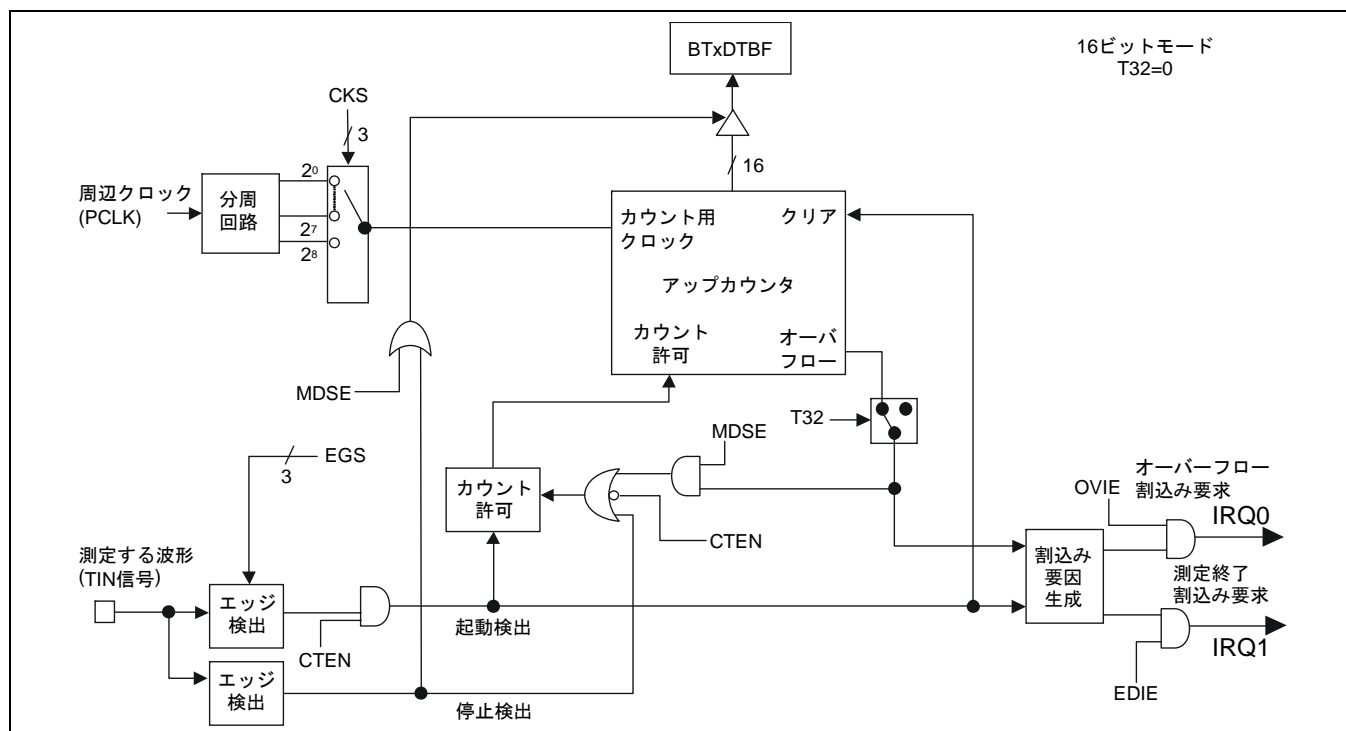 BTxDTBF
16ビットモード
T32=0
CKS
3
16
周辺クロック
(PCLK)
分周
回路
2⁰
2⁷
2⁸
カウント用
クロック
クリア
アップカウンタ
カウント
許可
オーバ
フロー
MDSE
T32
MDSE
EGS
3
カウント
許可
CTEN
オーバーフロー
割込み要求
OVIE
IRQ0
割込み
要因
生成
測定終了
割込み要求
IRQ1
EDIE
測定する波形
(TIN信号)
エッジ
検出
CTEN
起動検出
エッジ
検出
停止検出